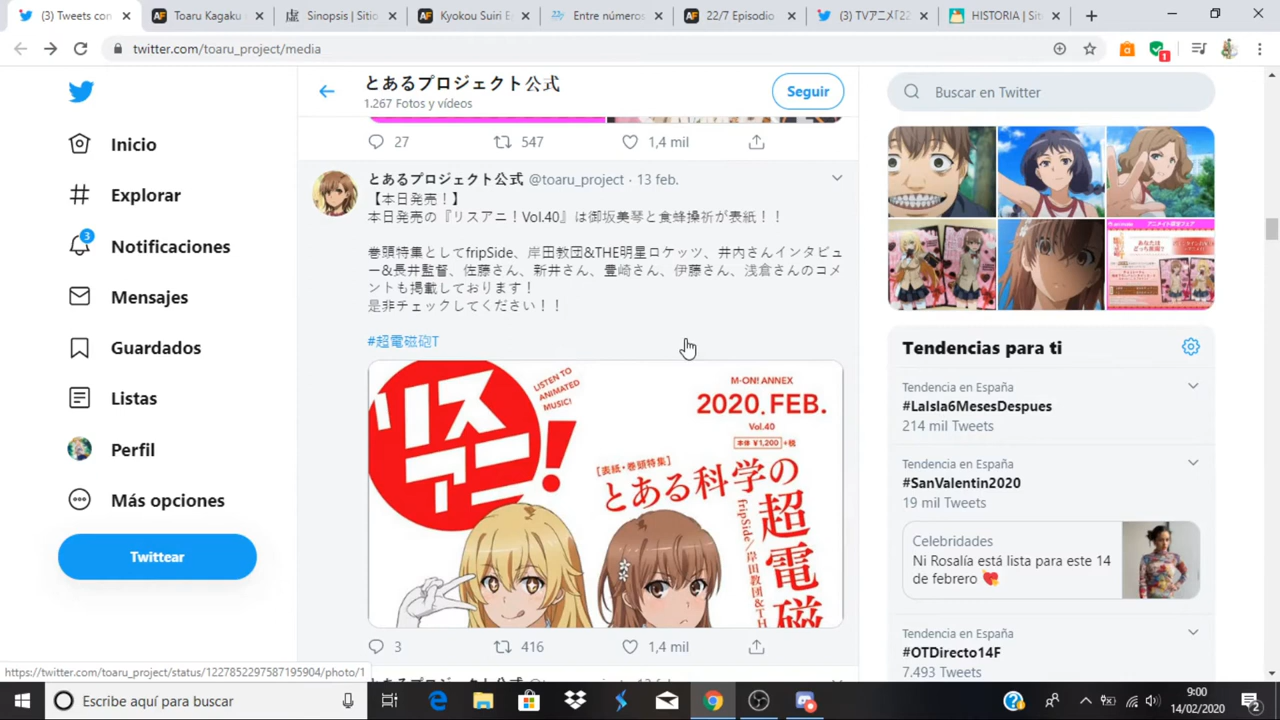 (3) Tweets con
Toaru Kagaku
Sinopsis | Sitio
Kyokou Suiri E
Entre números
22/7 Episodio
(3) TVアニメ「22
HISTORIA | Sit
twitter.com/toaru_project/media
1
Inicio
Explorar
3
Notificaciones
Mensajes
Guardados
Listas
Perfil
Más opciones
Twittear
とあるプロジェクト公式
1.267 Fotos y vídeos
Seguir
27
547
1,4 mil
とあるプロジェクト公式 @toaru_project · 13 feb.
【本日発売！】
本日発売の『リスアニ！Vol.40』は御坂美琴と食蜂操祈が表紙！！
巻頭特集としてfripSide、岸田教団&THE明星ロケッツ、井内さんインタビュ
ー&長井監督、佐藤さん、新井さん、豊崎さん、伊藤さん、浅倉さんのコメ
ントも掲載しております！
是非チェックしてください！！
#超電磁砲T
リスアニ!
LISTEN TO
ANIMATED
MUSIC!
M-ON! ANNEX
2020.FEB.
Vol.40
本体 ¥1,200 +税
[表紙・巻頭特集]
とある科学の
超電磁
fripSide/岸田教団&TH
3
416
1,4 mil
Buscar en Twitter
Tendencias para ti
Tendencia en España
#LaIsla6MesesDespues
214 mil Tweets
Tendencia en España
#SanValentin2020
19 mil Tweets
Celebridades
Ni Rosalía está lista para este 14
de febrero
Tendencia en España
#OTDirecto14F
7.493 Tweets
https://twitter.com/toaru_project/status/1227852297587195904/photo/1
Escribe aquí para buscar
9:00
14/02/2020
2